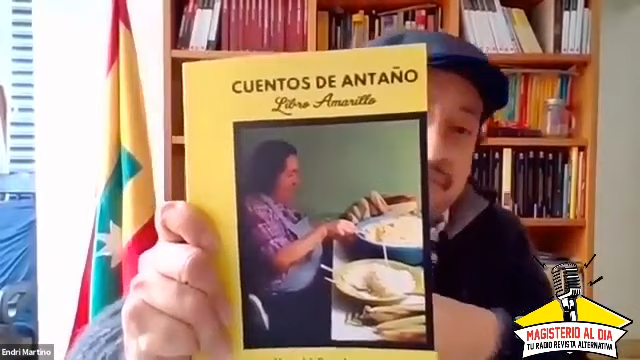 CUENTOS DE ANTAÑO
Libro Amarillo
Endri Martino
MAGISTERIO AL DIA
TU RADIO REVISTA ALTERNATIVA